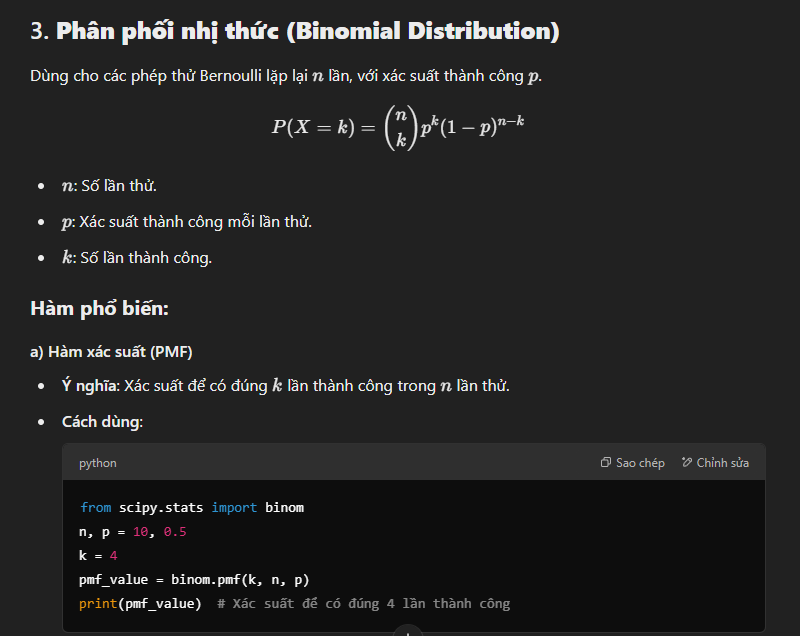 3. Phân phối nhị thức (Binomial Distribution)
Dùng cho các phép thử Bernoulli lặp lại n lần, với xác suất thành công p.
P(X = k) = (n k) p^k (1 − p)^{n−k}
• n: Số lần thử.
• p: Xác suất thành công mỗi lần thử.
• k: Số lần thành công.
Hàm phổ biến:
a) Hàm xác suất (PMF)
• Ý nghĩa: Xác suất để có đúng k lần thành công trong n lần thử.
• Cách dùng:
python Sao chép Chỉnh sửa
from scipy.stats import binom
n, p = 10, 0.5
k = 4
pmf_value = binom.pmf(k, n, p)
print(pmf_value)  # Xác suất để có đúng 4 lần thành công